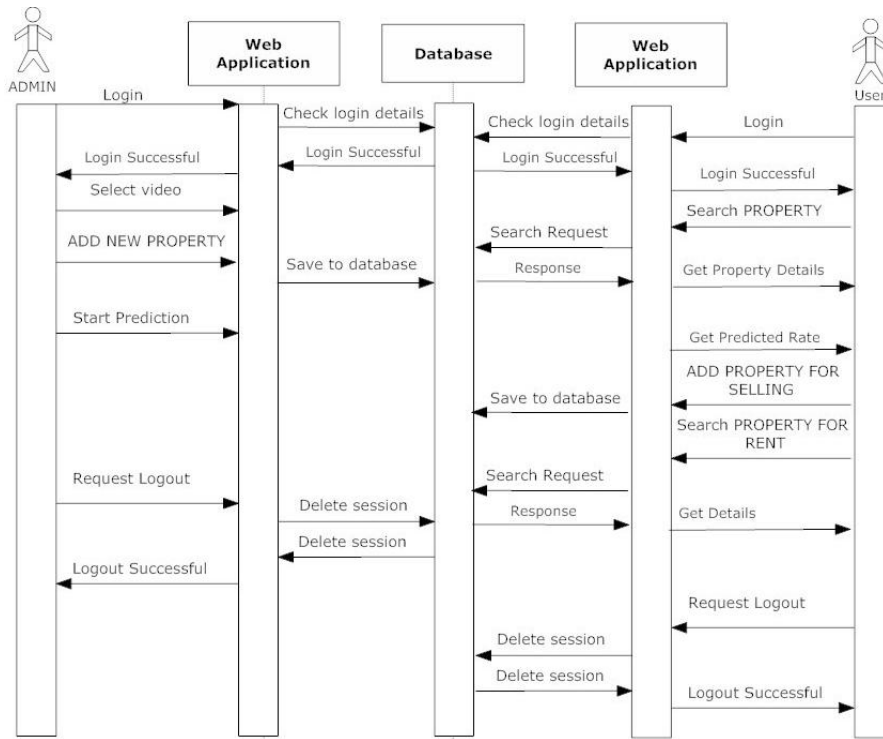 Web
Application
Database
Web
Application
ADMIN
User
Login
Check login details
Check login details
Login
Login Successful
Login Successful
Login Successful
Login Successful
Select video
Search PROPERTY
ADD NEW PROPERTY
Search Request
Save to database
Response
Get Property Details
Start Prediction
Get Predicted Rate
ADD PROPERTY FOR
SELLING
Save to database
Search PROPERTY FOR
RENT
Request Logout
Search Request
Delete session
Response
Get Details
Delete session
Logout Successful
Request Logout
Delete session
Delete session
Logout Successful